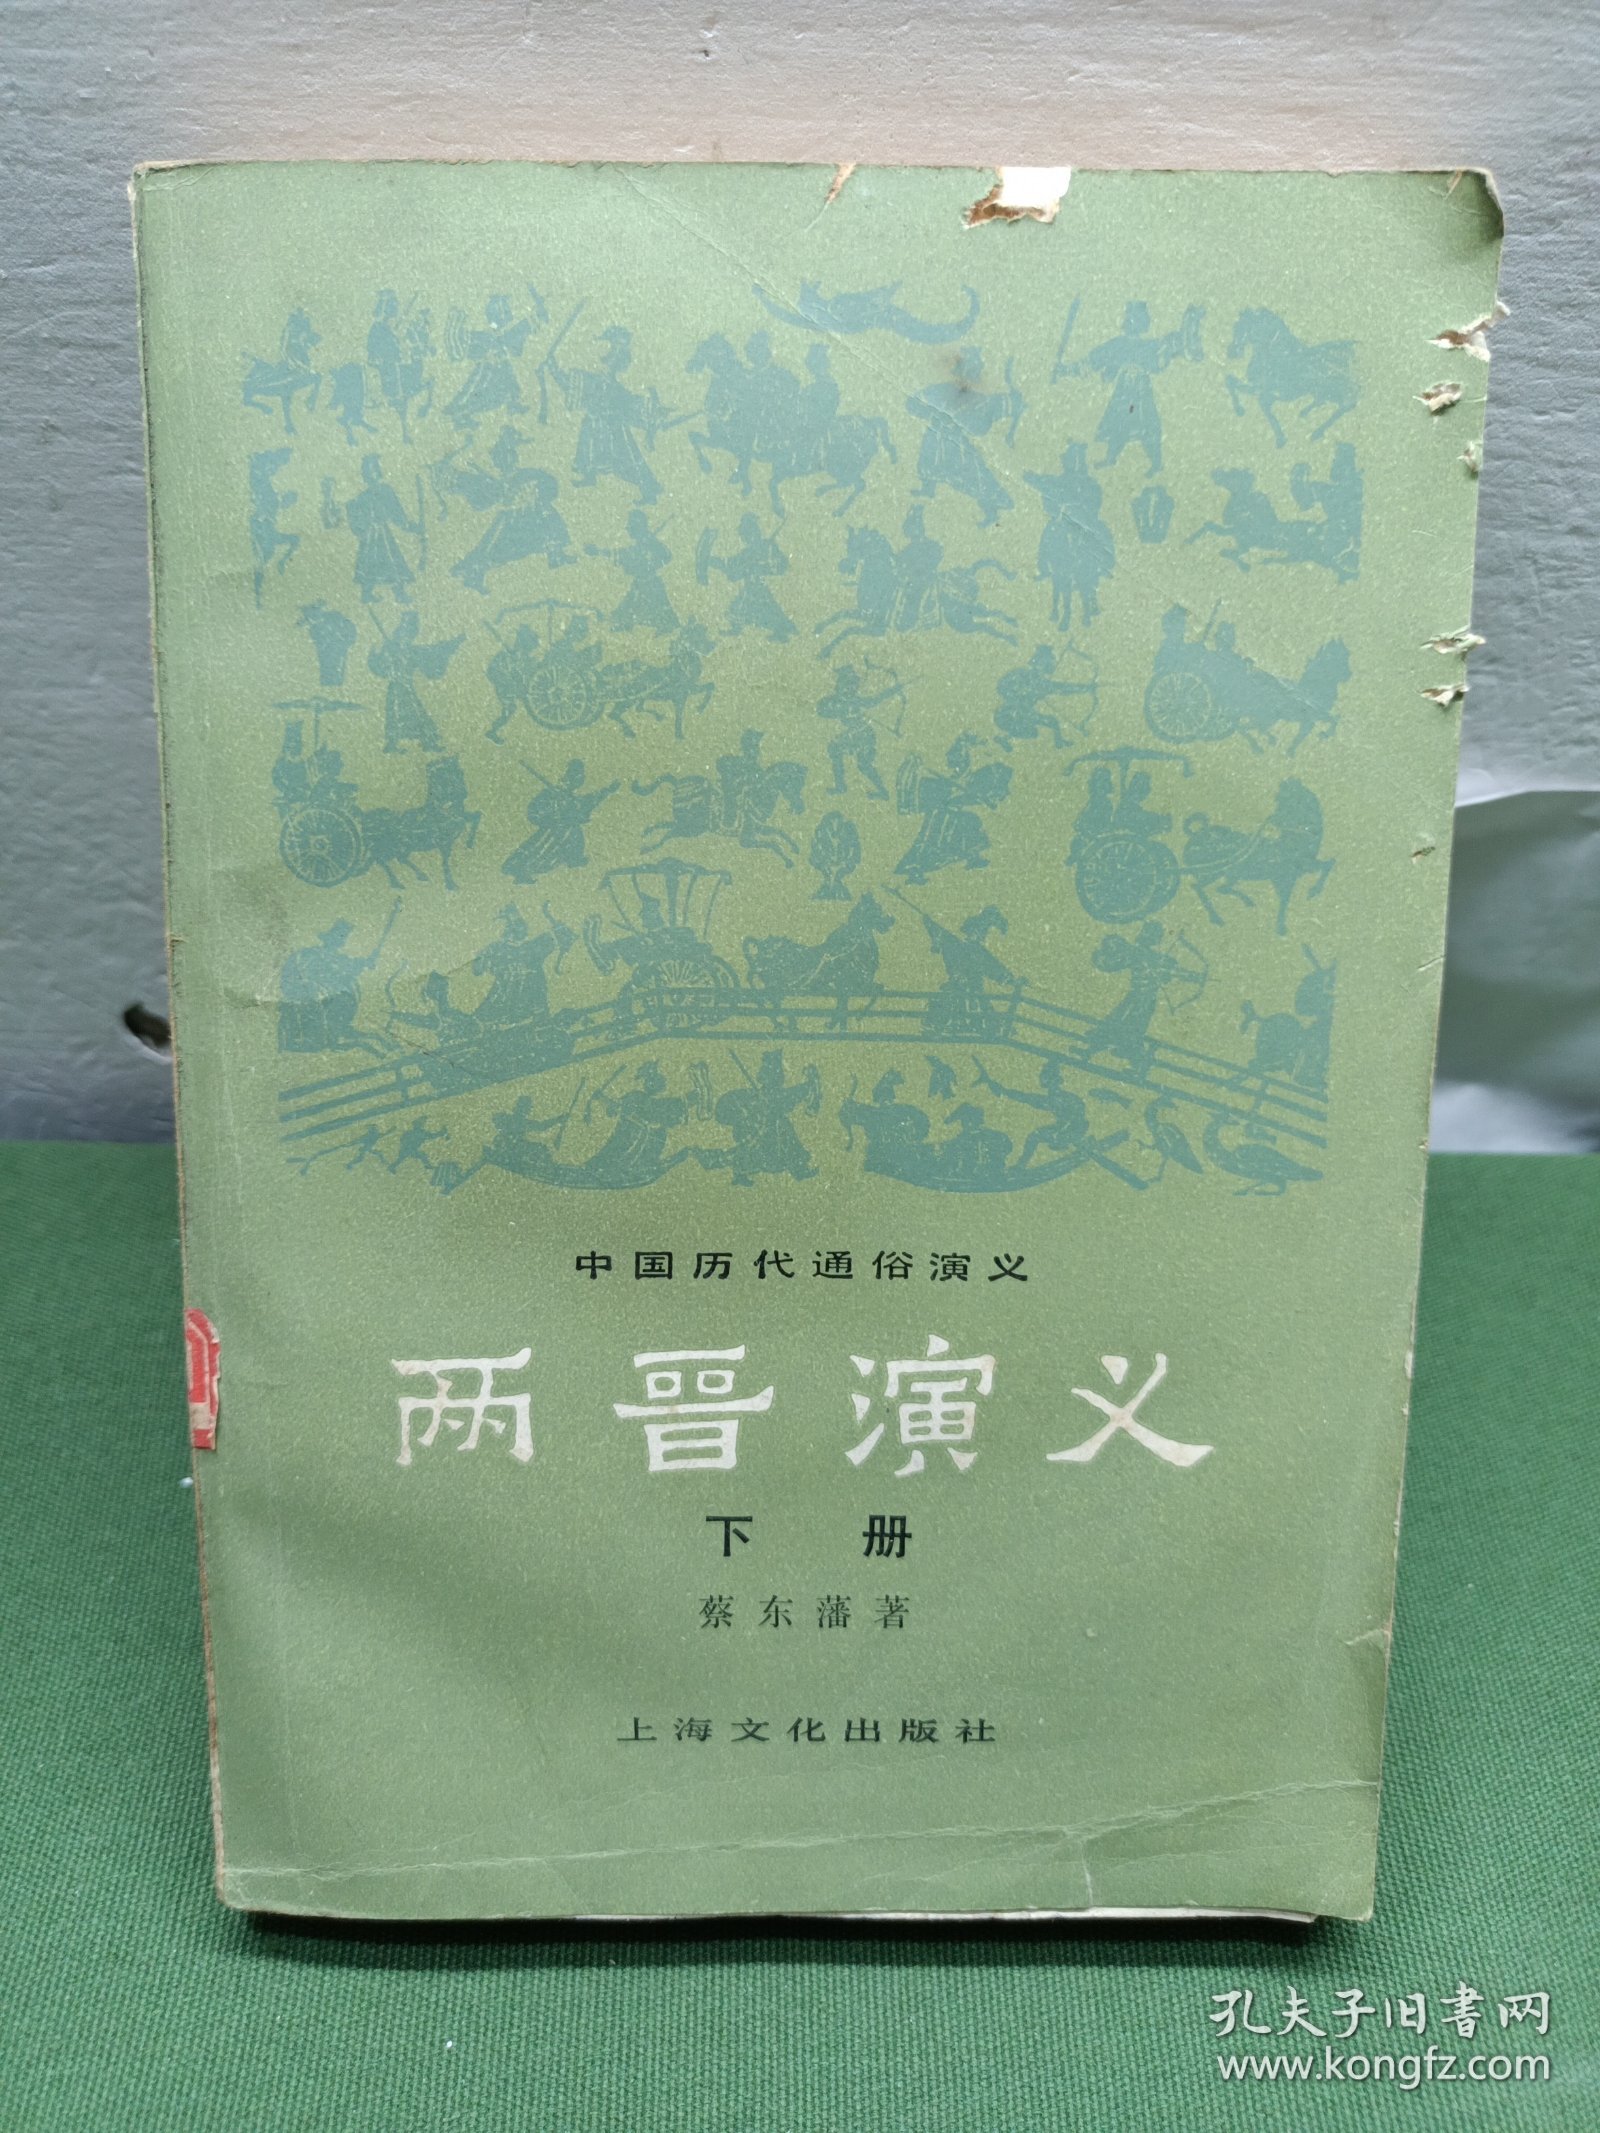 中国历代通俗演义
两晋演义
下册
蔡东藩著
上海文化出版社
孔夫子旧书网
www.kongfz.com